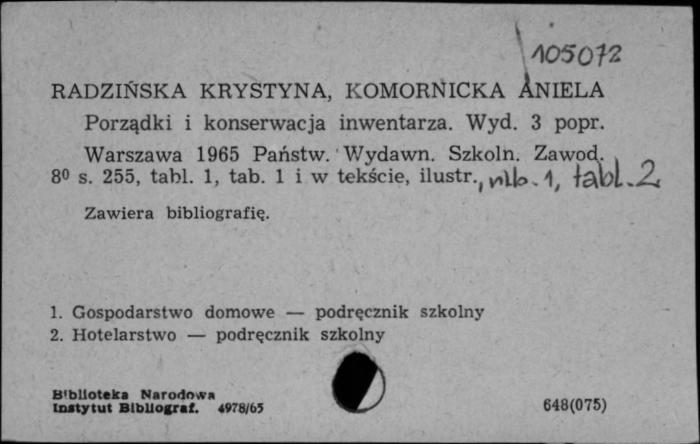 105072
RADZIŃSKA KRYSTYNA, KOMORNICKA ANIELA
Porządki i konserwacja inwentarza. Wyd. 3 popr.
Warszawa 1965 Państw. Wydawn. Szkoln. Zawod.
8⁰ s. 255, tabl. 1, tab. 1 i w tekście, ilustr., nlb. 1, tabl. 2
Zawiera bibliografię.
1. Gospodarstwo domowe — podręcznik szkolny
2. Hotelarstwo — podręcznik szkolny
Biblioteka Narodowa
Instytut Bibliograf. 4978/65
648(075)